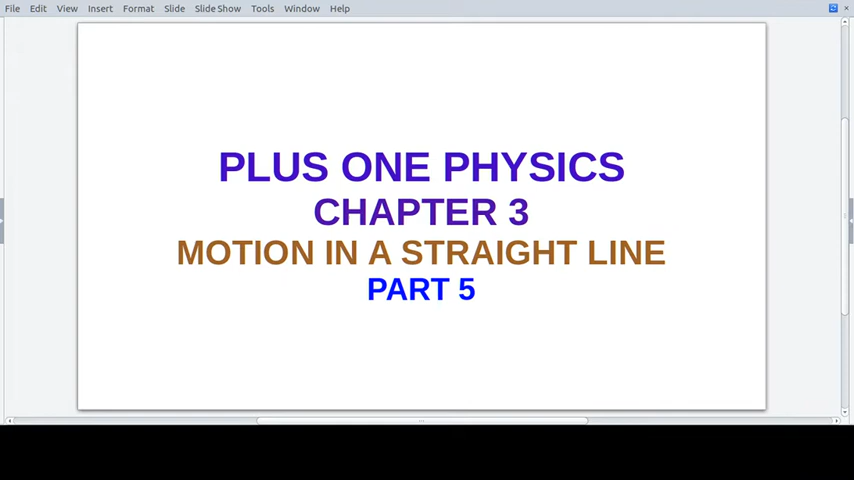 File Edit View Insert Format Slide Slide Show Tools Window Help
PLUS ONE PHYSICS
CHAPTER 3
MOTION IN A STRAIGHT LINE
PART 5